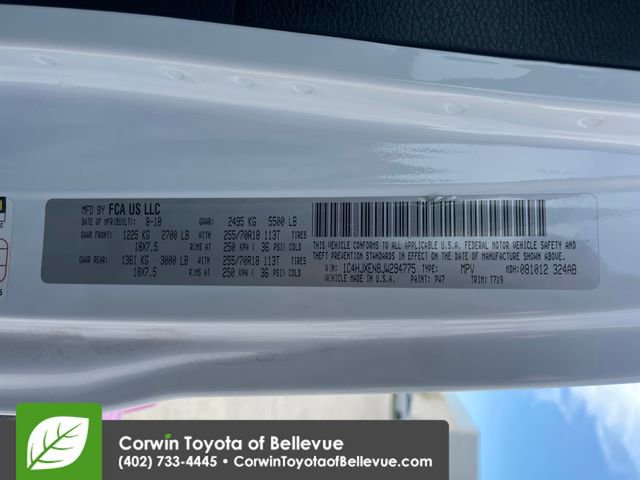 MFD BY FCA US LLC
DATE OF MFR(BUILT): 8-18 GVWR: 2495 KG 5500 LB
GAWR FRONT: 1225 KG 2700 LB 255/70R18 113T TIRES
18X7.5 RIMS AT 250 KPA ( 36 PSI) COLD
GAWR REAR: 1361 KG 3000 LB 255/70R18 113T TIRES
18X7.5 RIMS AT 250 KPA ( 36 PSI) COLD
THIS VEHICLE CONFORMS TO ALL APPLICABLE U.S.A. FEDERAL MOTOR VEHICLE SAFETY AND
THEFT PREVENTION STANDARDS IN EFFECT ON THE DATE OF MANUFACTURE SHOWN ABOVE.
VIN: 1C4HJXEN8JW294775 TYPE: MPV MDH: 081012 324AB
VEHICLE MADE IN U.S.A. PAINT: PW7 TRIM: T7X9
Corwin Toyota of Bellevue
(402) 733-4445 • CorwinToyotaofBellevue.com